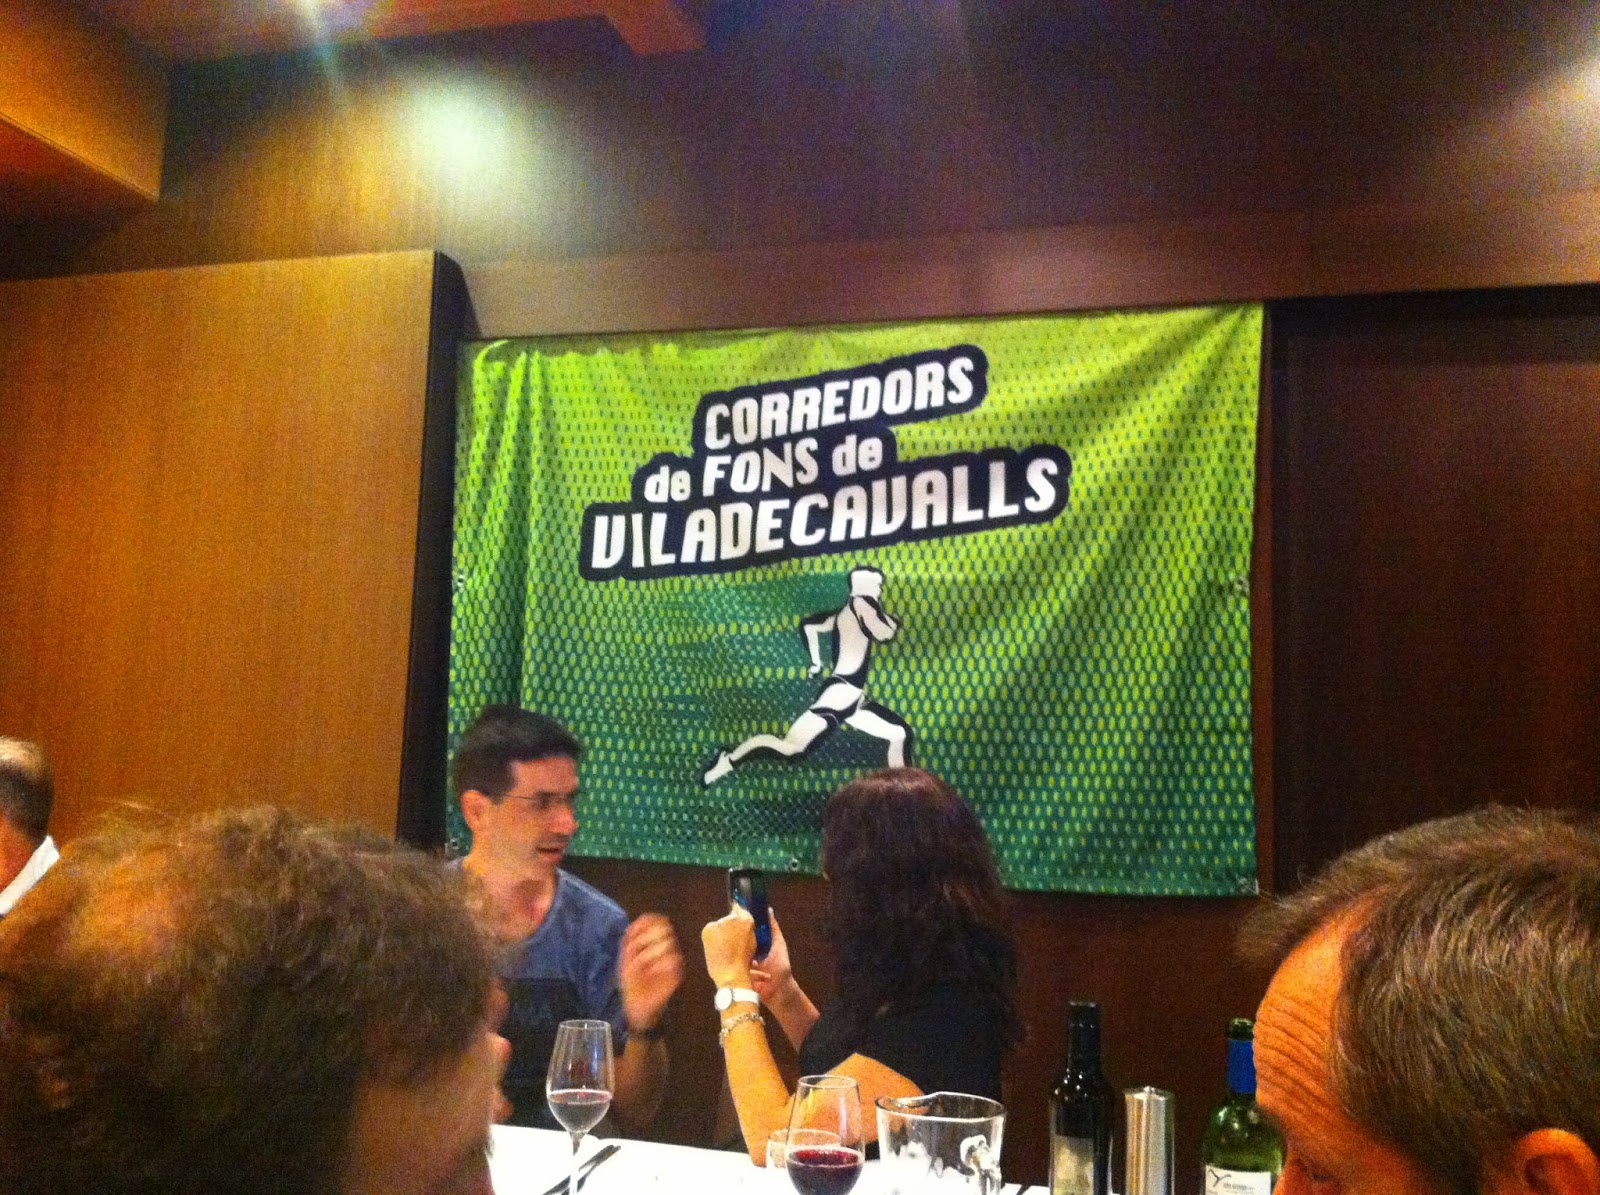 CORREDORS
de FONS de
VILADECAVALLS